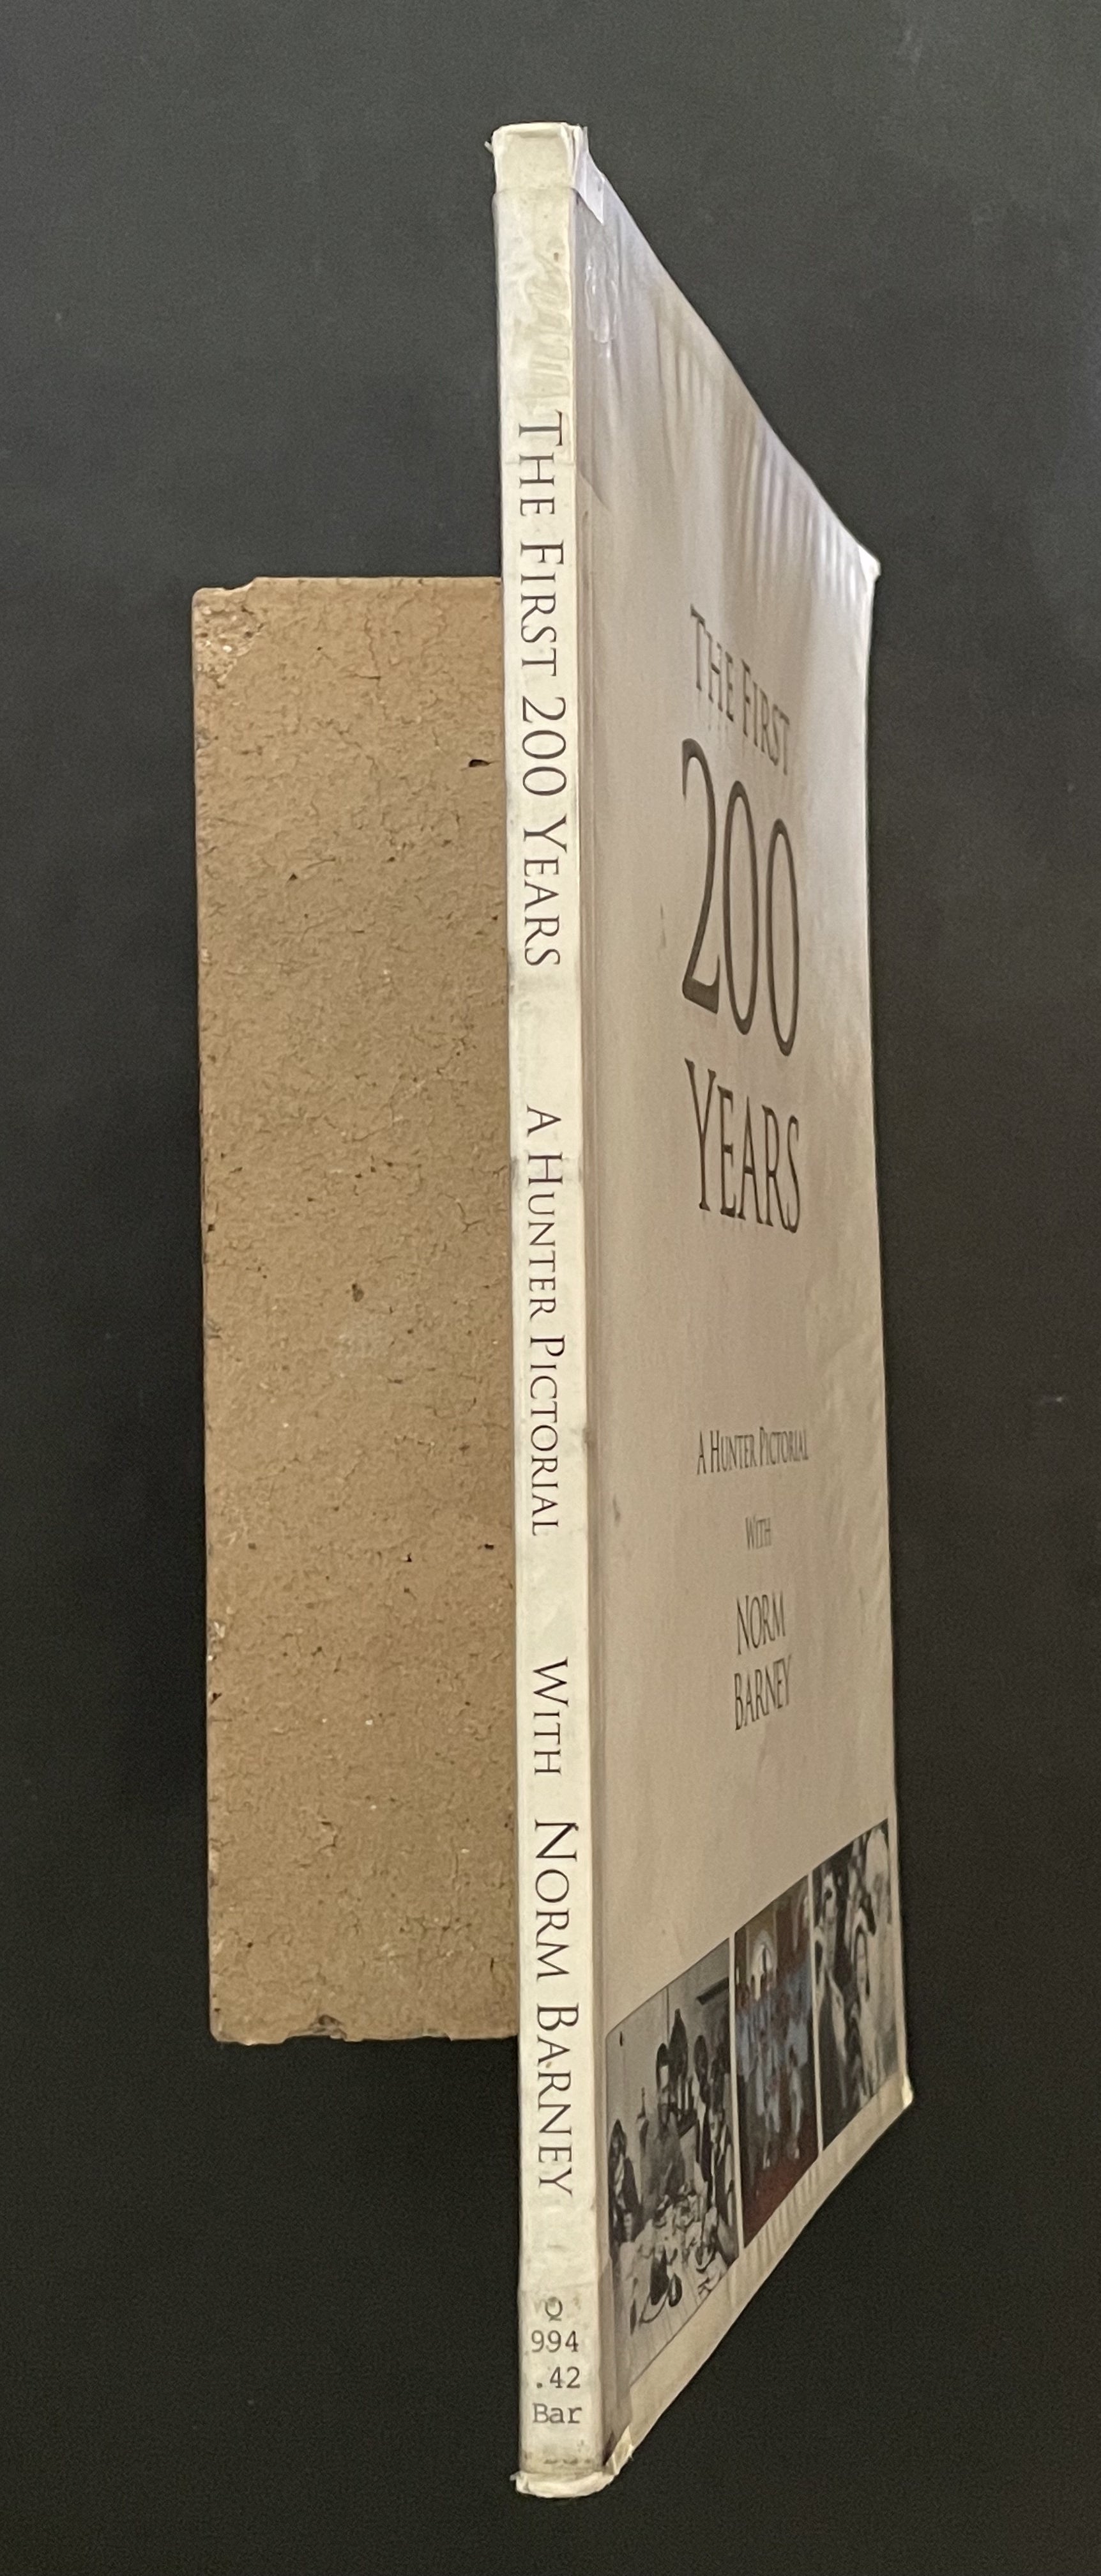 THE FIRST 200 YEARS A HUNTER PICTORIAL WITH NORM BARNEY
Q
994
.42
Bar
THE FIRST
200
YEARS
A HUNTER PICTORIAL
WITH
NORM
BARNEY